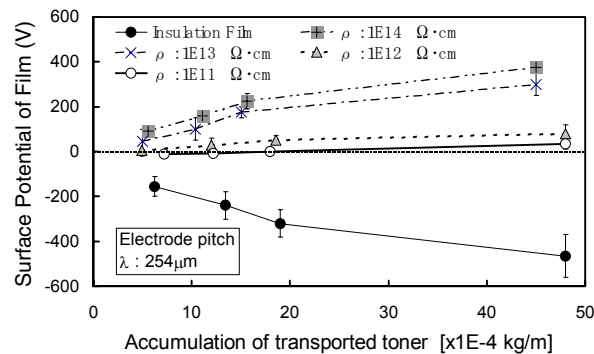 Insulation Film
ρ : 1E14 Ω・cm
ρ : 1E13 Ω・cm
ρ : 1E12 Ω・cm
ρ : 1E11 Ω・cm
Surface Potential of Film (V)
600
400
200
0
-200
-400
-600
Electrode pitch
λ : 254μm
0
10
20
30
40
50
Accumulation of transported toner [x1E-4 kg/m]